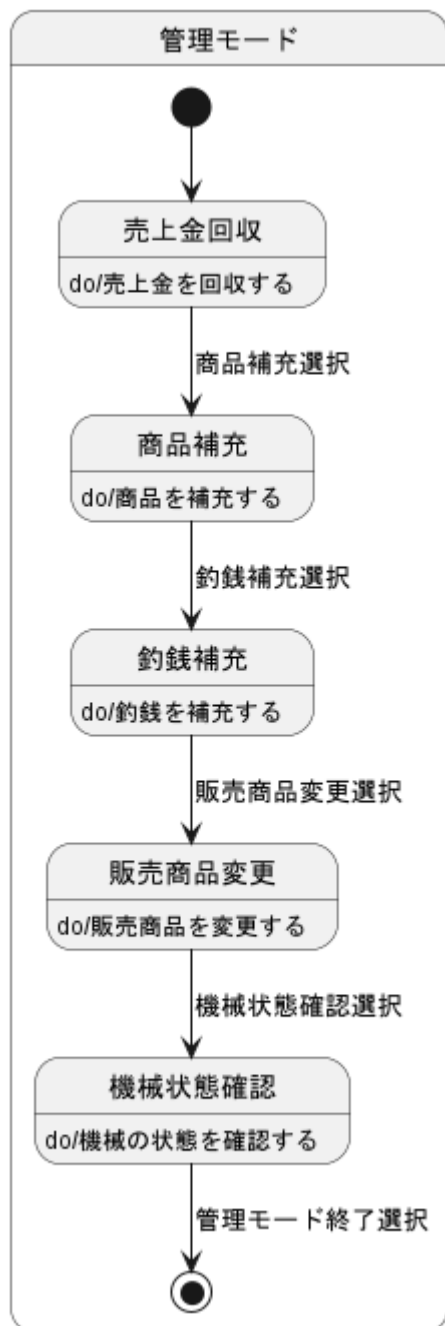 管理モード
売上金回収
do/売上金を回収する
商品補充選択
商品補充
do/商品を補充する
釣銭補充選択
釣銭補充
do/釣銭を補充する
販売商品変更選択
販売商品変更
do/販売商品を変更する
機械状態確認選択
機械状態確認
do/機械の状態を確認する
管理モード終了選択